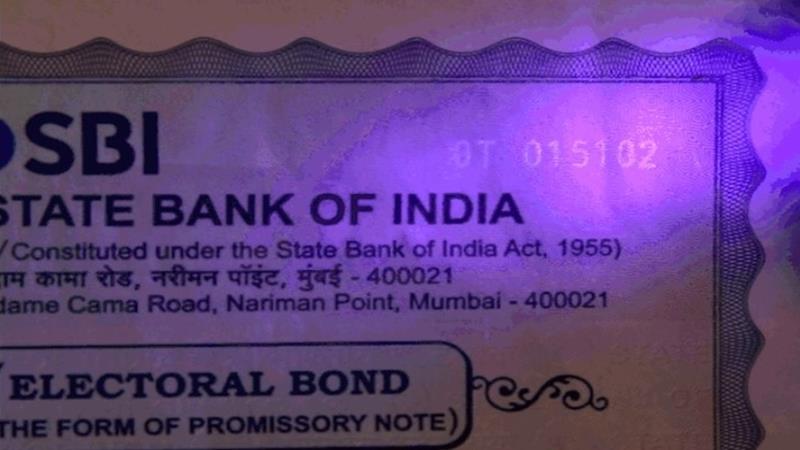 SBI
OT 015102
STATE BANK OF INDIA
/(Constituted under the State Bank of India Act, 1955)
कामा रोड, नरीमन पॉइंट, मुंबई - 400021
dame Cama Road, Nariman Point, Mumbai - 400021
/ELECTORAL BOND
THE FORM OF PROMISSORY NOTE)